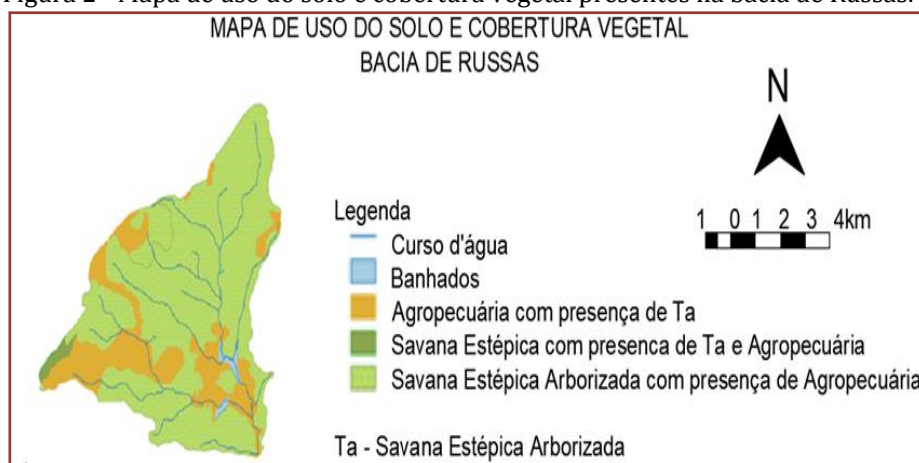 Figura 2 - Mapa de uso do solo e cobertura vegetal presentes na bacia de Russas.
MAPA DE USO DO SOLO E COBERTURA VEGETAL
BACIA DE RUSSAS
N
1 0 1 2 3 4km
Legenda
Curso d'água
Banhados
Agropecuária com presença de Ta
Savana Estépica com presenca de Ta e Agropecuária
Savana Estépica Arborizada com presença de Agropecuária
Ta - Savana Estépica Arborizada